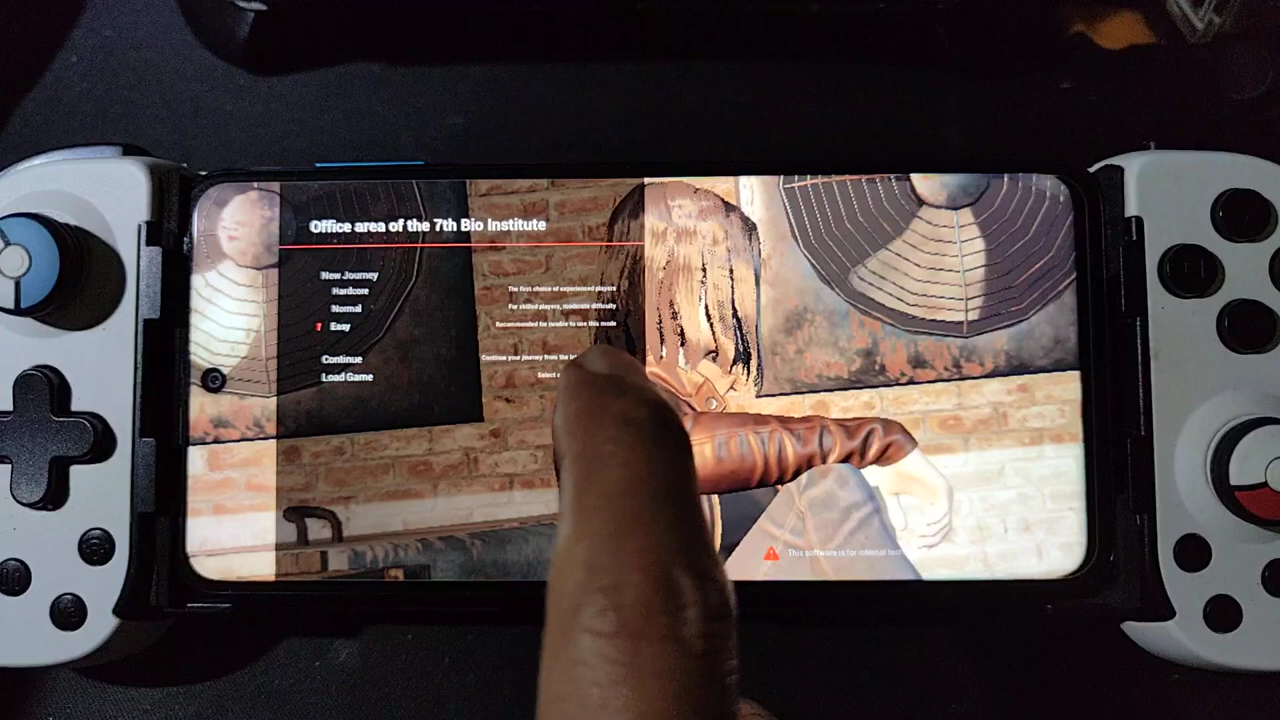 Office area of the 7th Bio Institute
New Journey
Hardcore
The first choice of experienced players
Normal
For skilled players, moderate difficulty
Easy
Recommended for newbie to use this mode
Continue
Continue your journey from the
Load Game
Select
This software is for internal